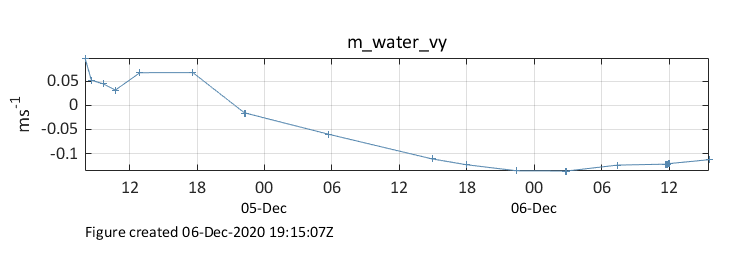 m_water_vy
ms-1
0.05
0
-0.05
-0.1
12 18 00 06 12 18 00 06 12
05-Dec 06-Dec
Figure created 06-Dec-2020 19:15:07Z